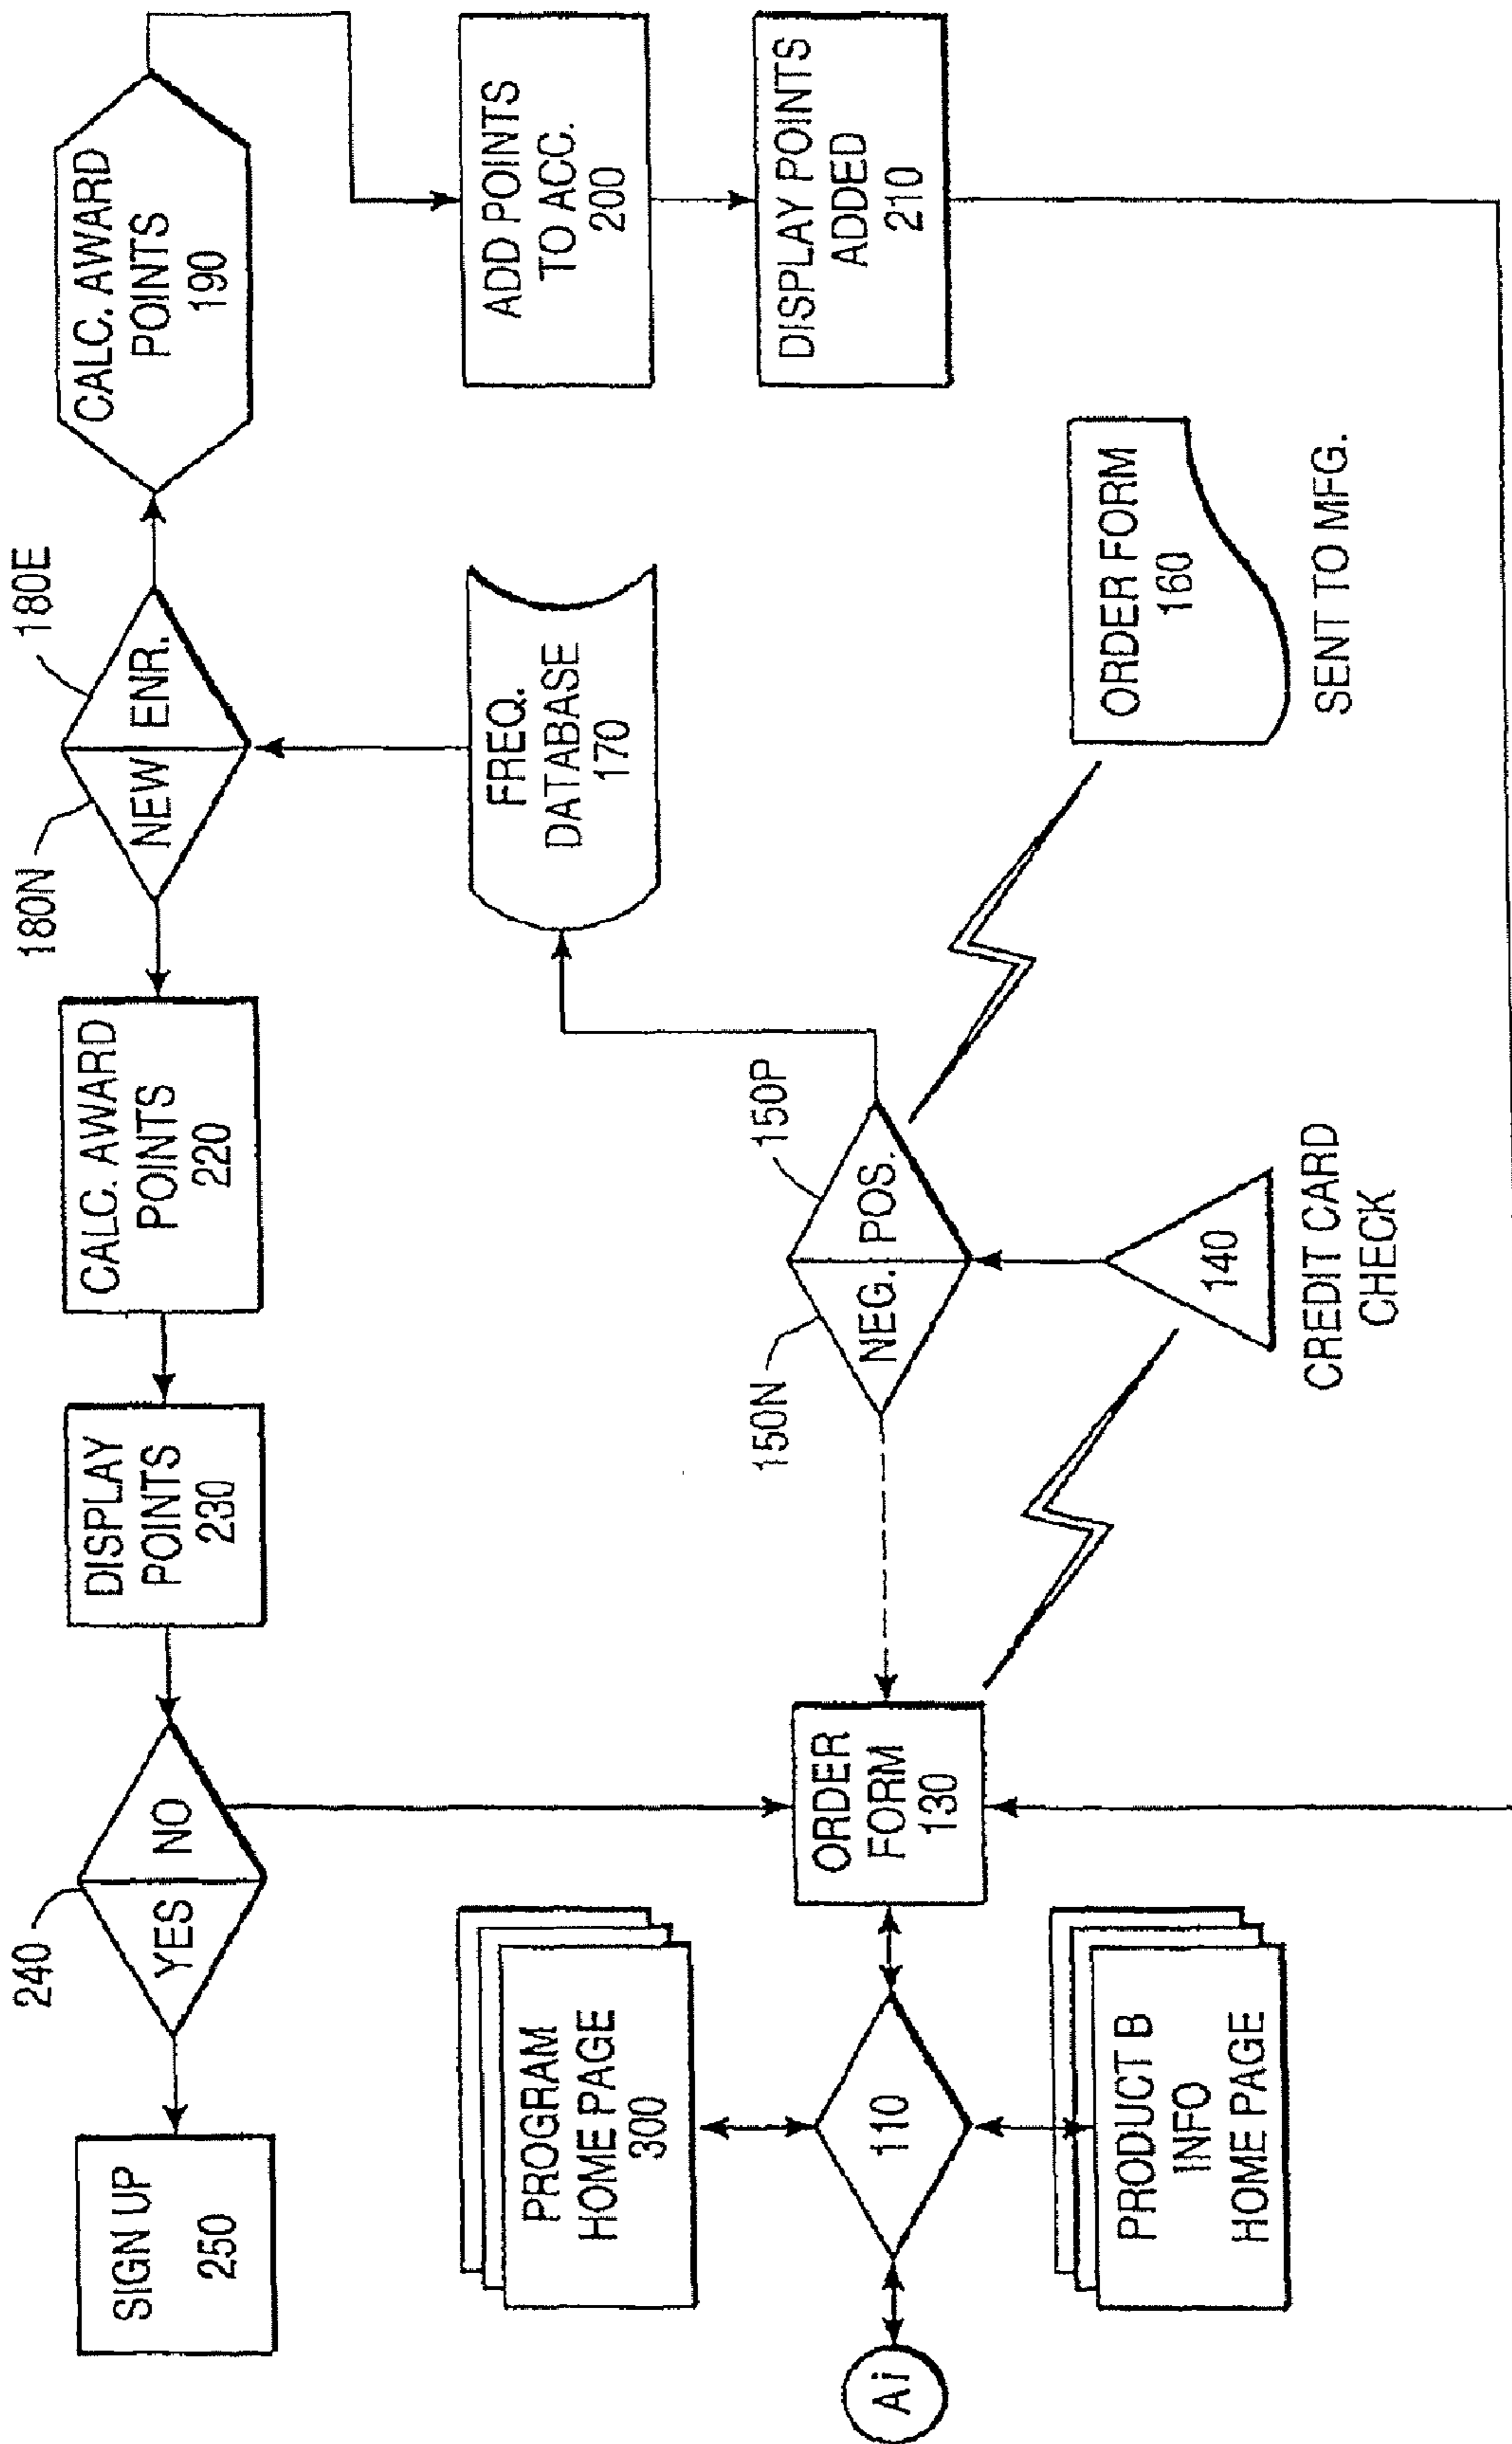 SIGN UP
250
240
YES
NO
DISPLAY
POINTS
230
CALC. AWARD
POINTS
220
180N
NEW
ENR.
180E
CALC. AWARD
POINTS
190
PROGRAM
HOME PAGE
300
FREQ.
DATABASE
170
ADD POINTS
TO ACC.
200
Ai
110
ORDER
FORM
130
150N
NEG.
POS.
150P
DISPLAY POINTS
ADDED
210
PRODUCT B
INFO
HOME PAGE
140
CREDIT CARD
CHECK
ORDER FORM
160
SENT TO MFG.